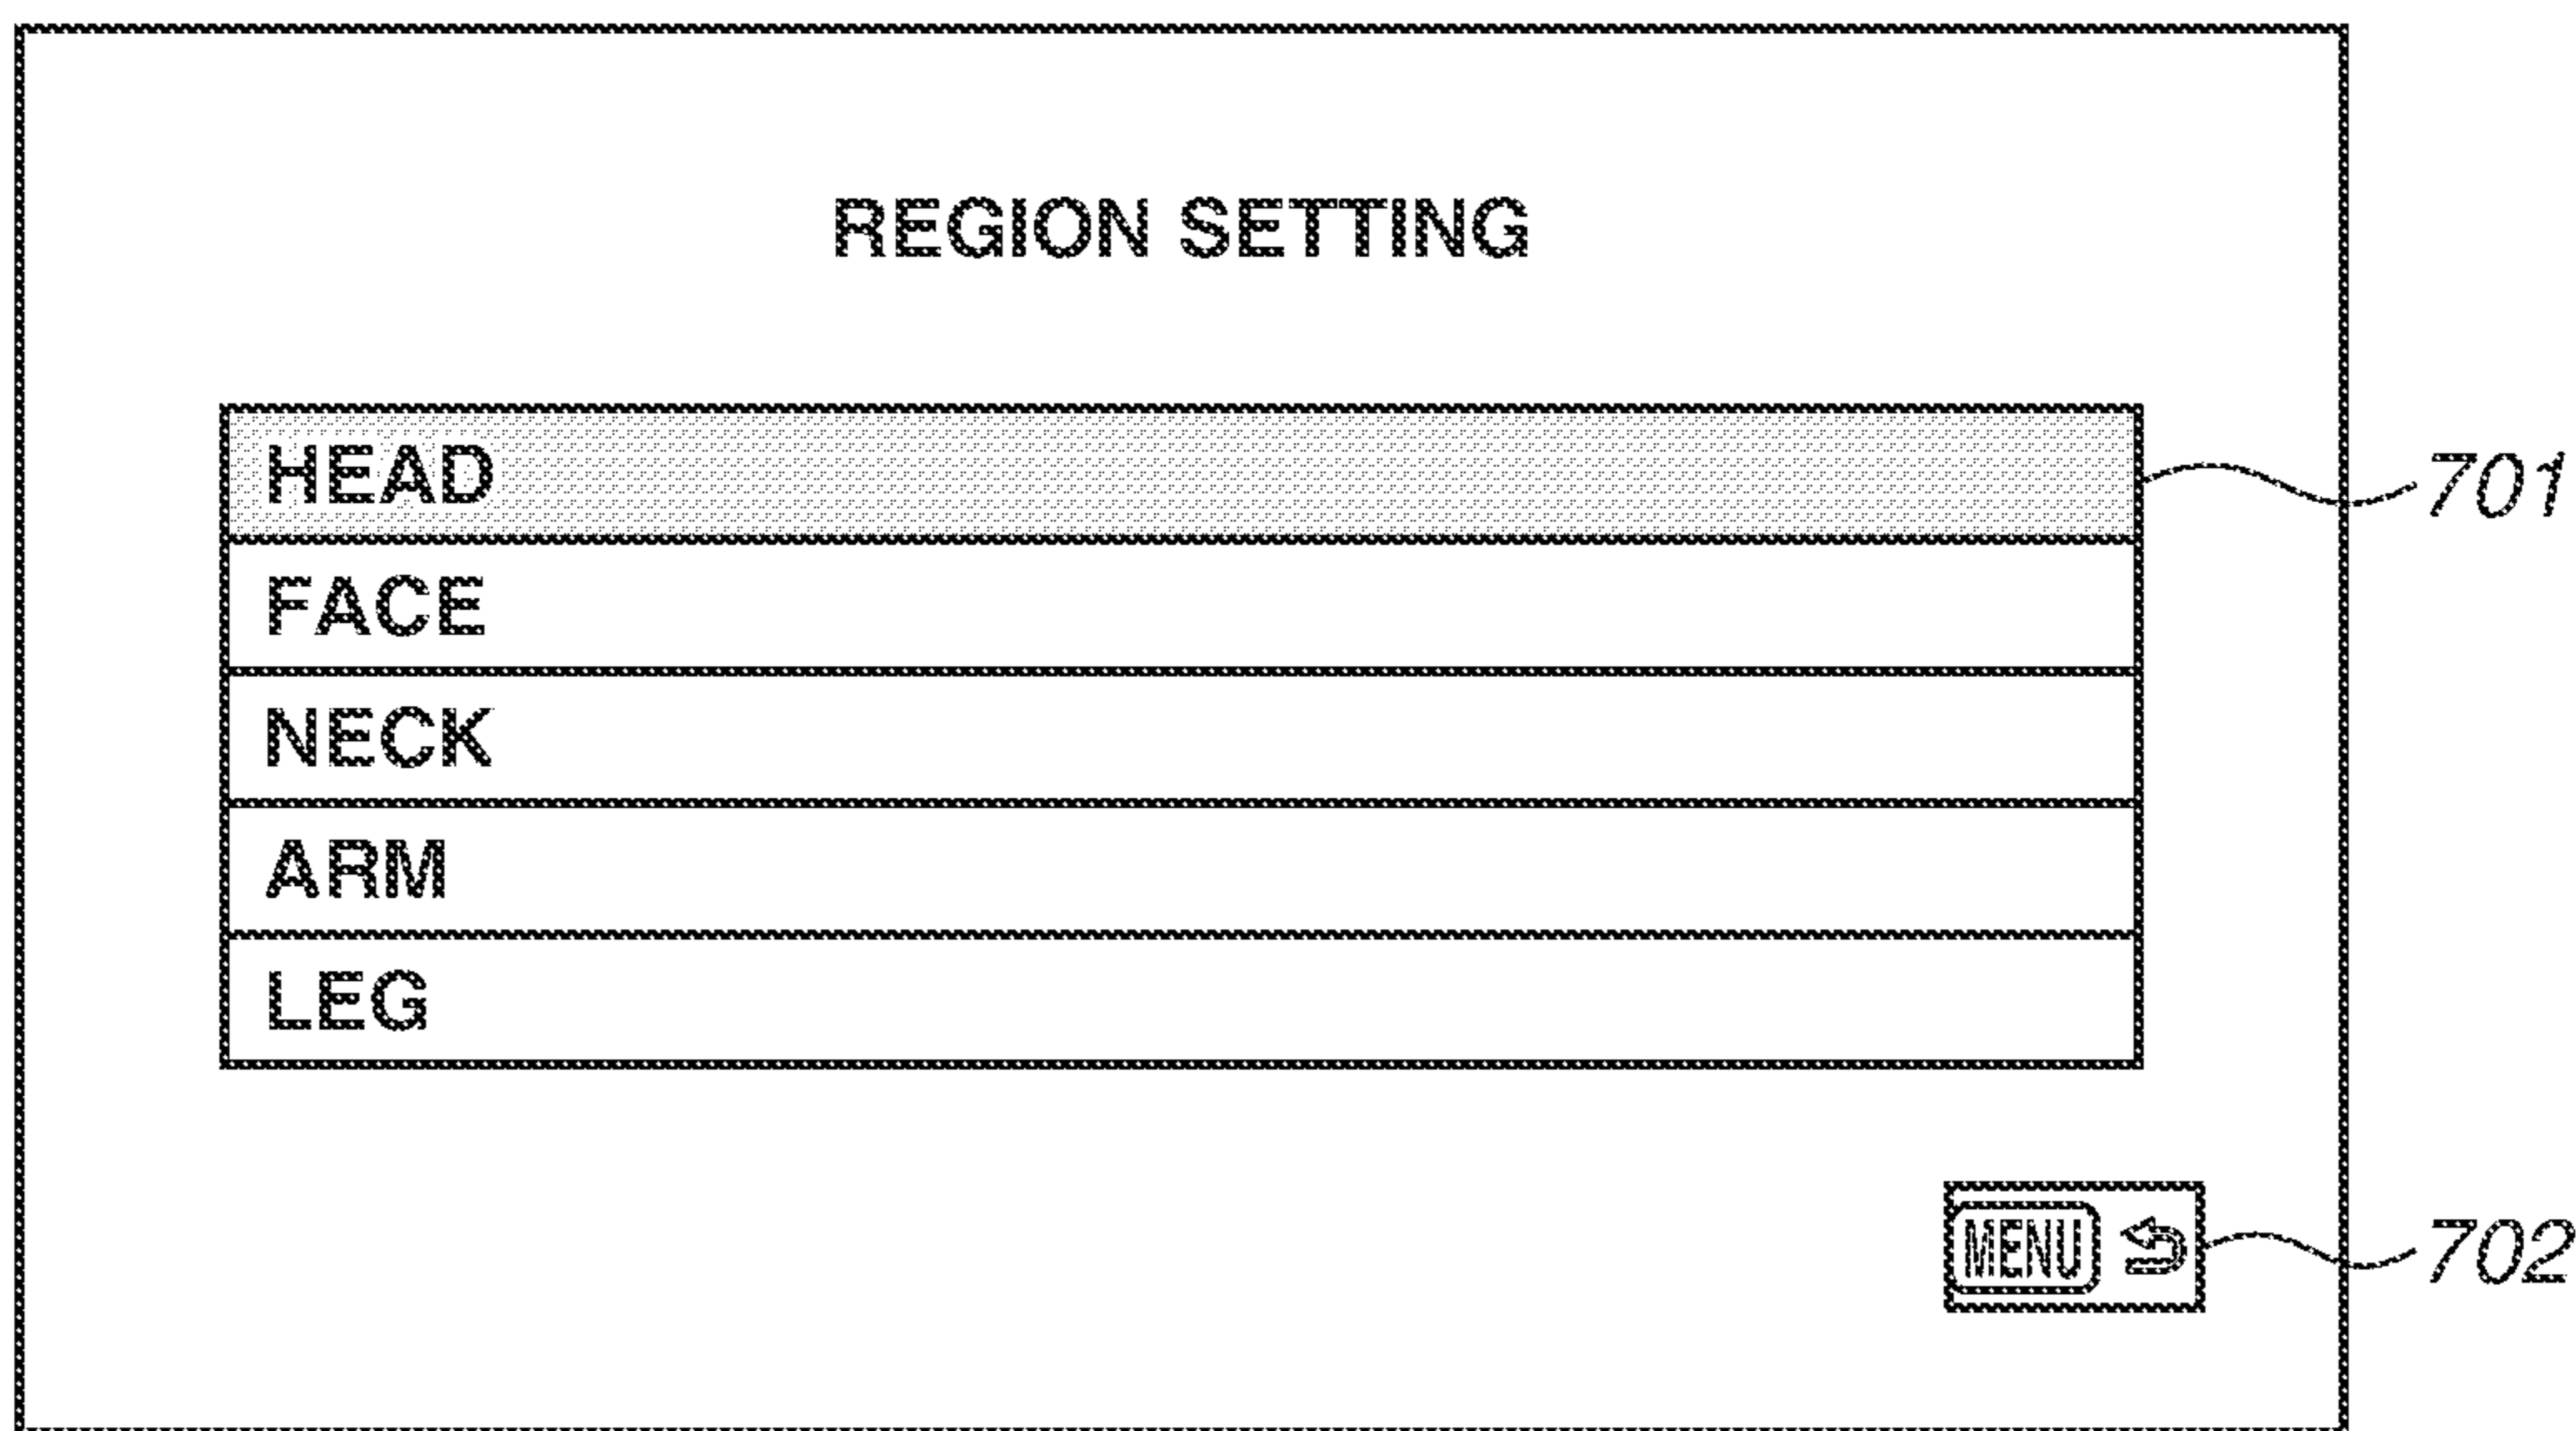 REGION SETTING
HEAD
701
FACE
NECK
ARM
LEG
MENU
702